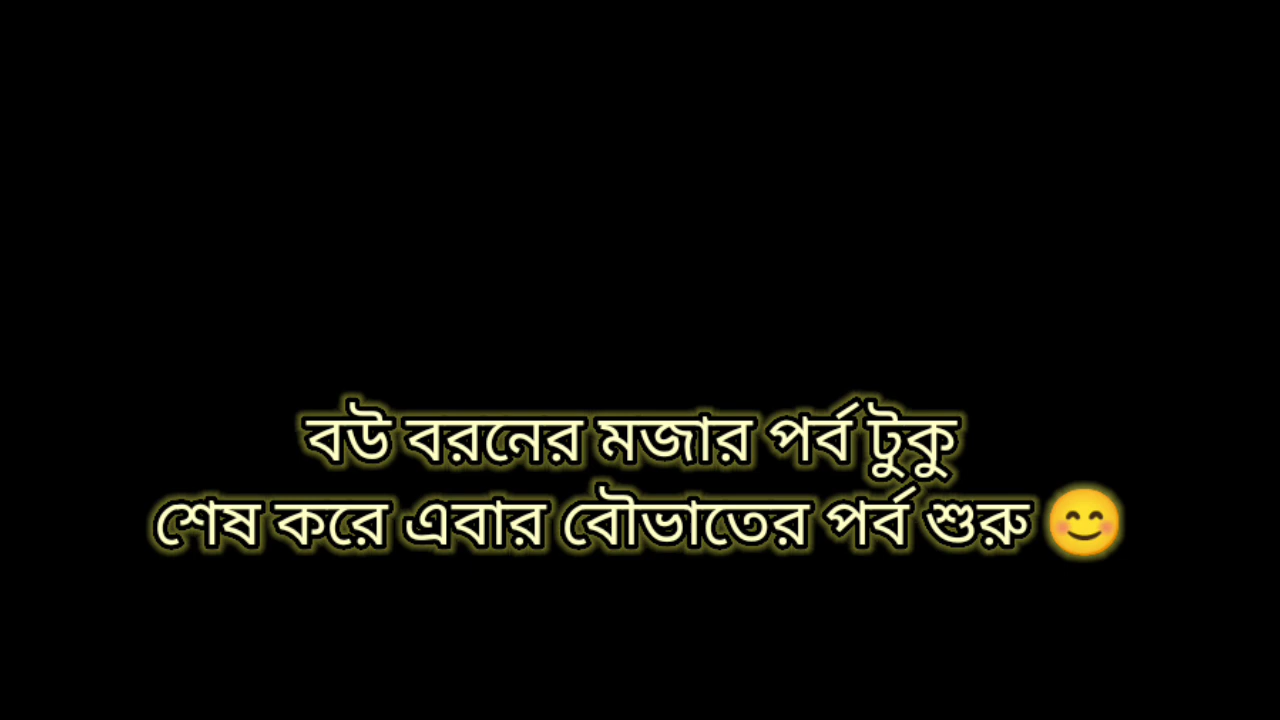 বউ বরনের মজার পর্ব টুকু
শেষ করে এবার বৌভাতের পর্ব শুরু 😊